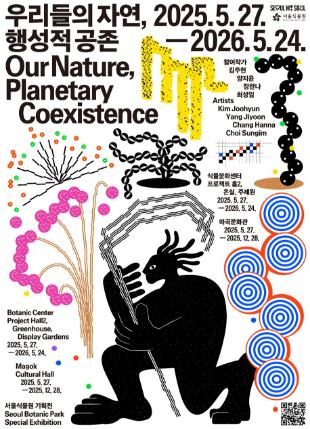 우리들의 자연, 2025.5.27.
행성적 공존 —2026.5.24.
Our Nature,
Planetary
Coexistence
SEOUL MY SOUL
서울식물원
참여작가
김주현
양지윤
장한나
최성임
Artists
Kim Joohyun
Yang Jiyoon
Chang Hanna
Choi Sungim
식물문화센터
프로젝트 홀2,
온실, 주제원
2025. 5. 27.
— 2026. 5. 24.
마곡문화관
2025. 5. 27.
— 2025. 12. 28.
Botanic Center
Project Hall2,
Greenhouse,
Display Gardens
2025. 5. 27.
— 2026. 5. 24.
Magok
Cultural Hall
2025. 5. 27.
— 2025. 12. 28.
서울식물원 기획전
Seoul Botanic Park
Special Exhibition